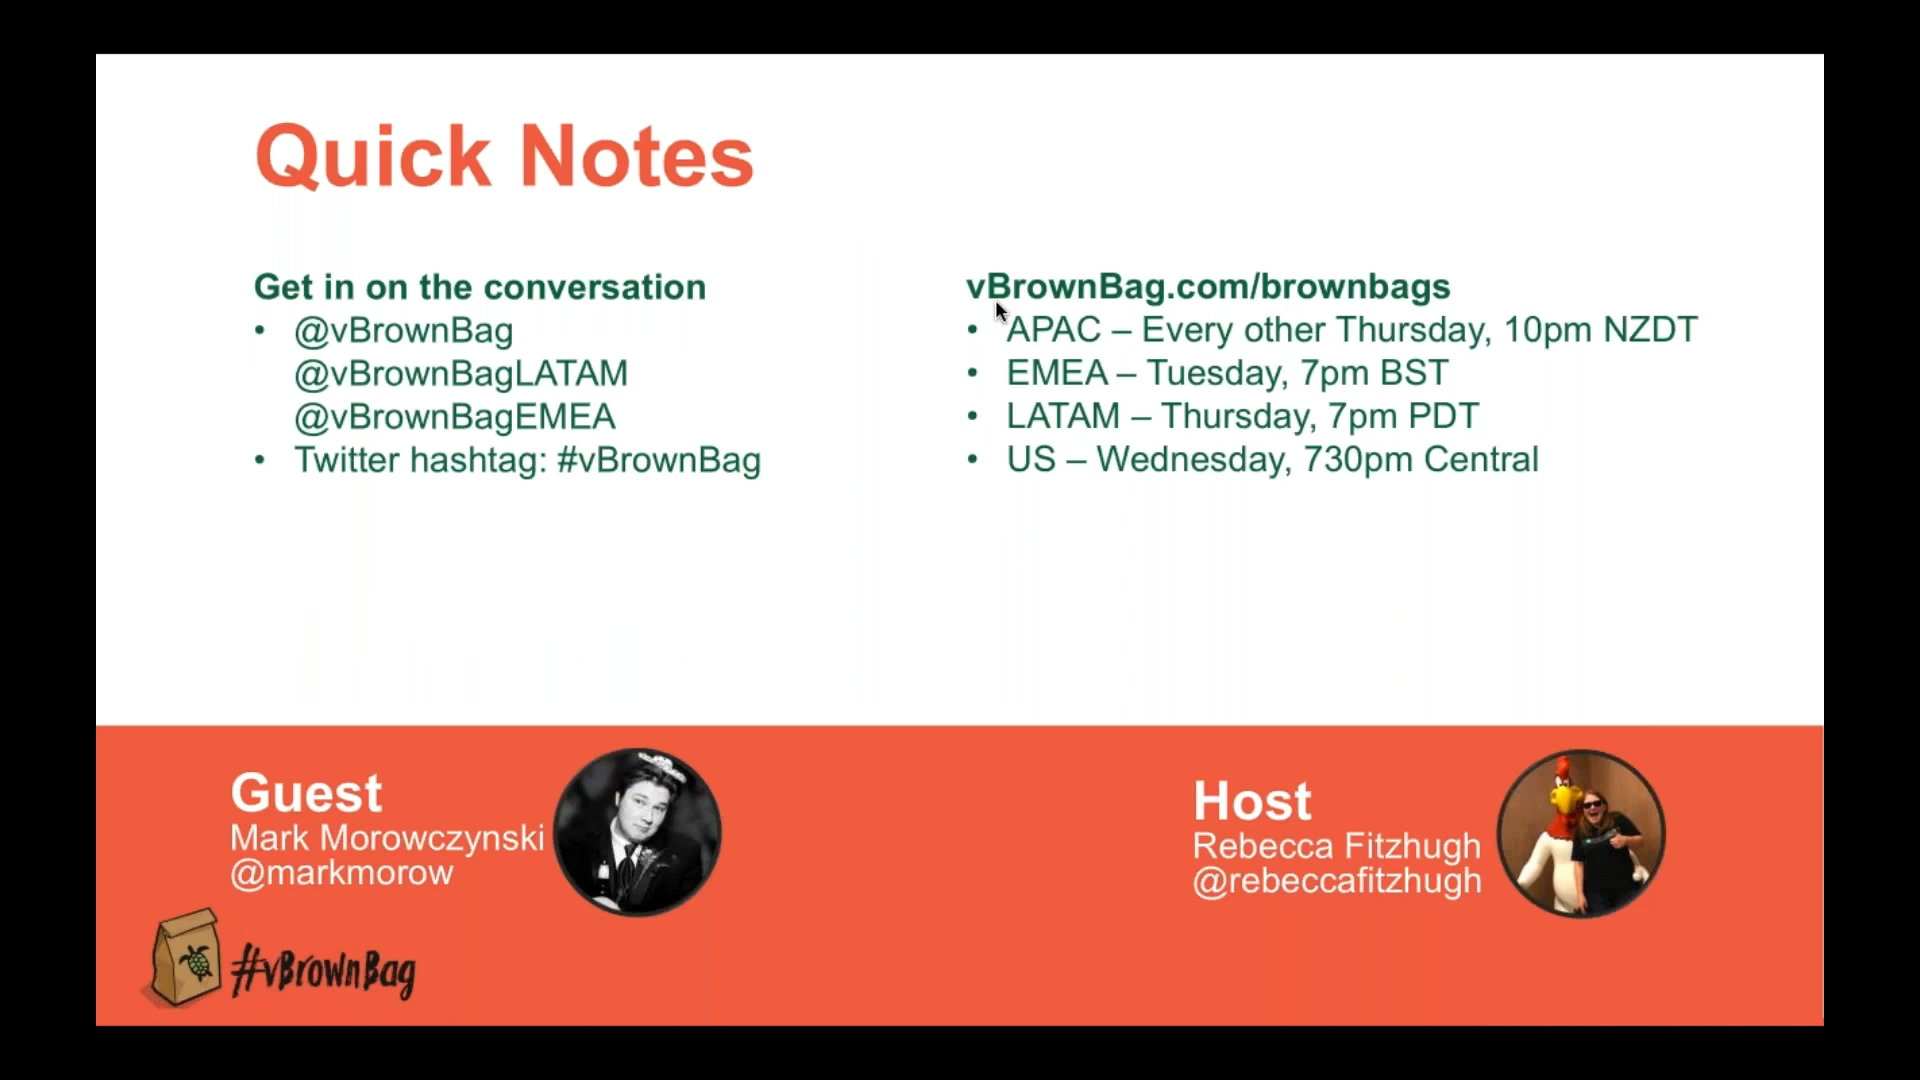 Quick Notes
Get in on the conversation
• @vBrownBag
@vBrownBagLATAM
@vBrownBagEMEA
• Twitter hashtag: #vBrownBag
vBrownBag.com/brownbags
• APAC – Every other Thursday, 10pm NZDT
• EMEA – Tuesday, 7pm BST
• LATAM – Thursday, 7pm PDT
• US – Wednesday, 730pm Central
Guest
Mark Morowczynski
@markmorow
Host
Rebecca Fitzhugh
@rebeccafitzhugh
#vBrownBag